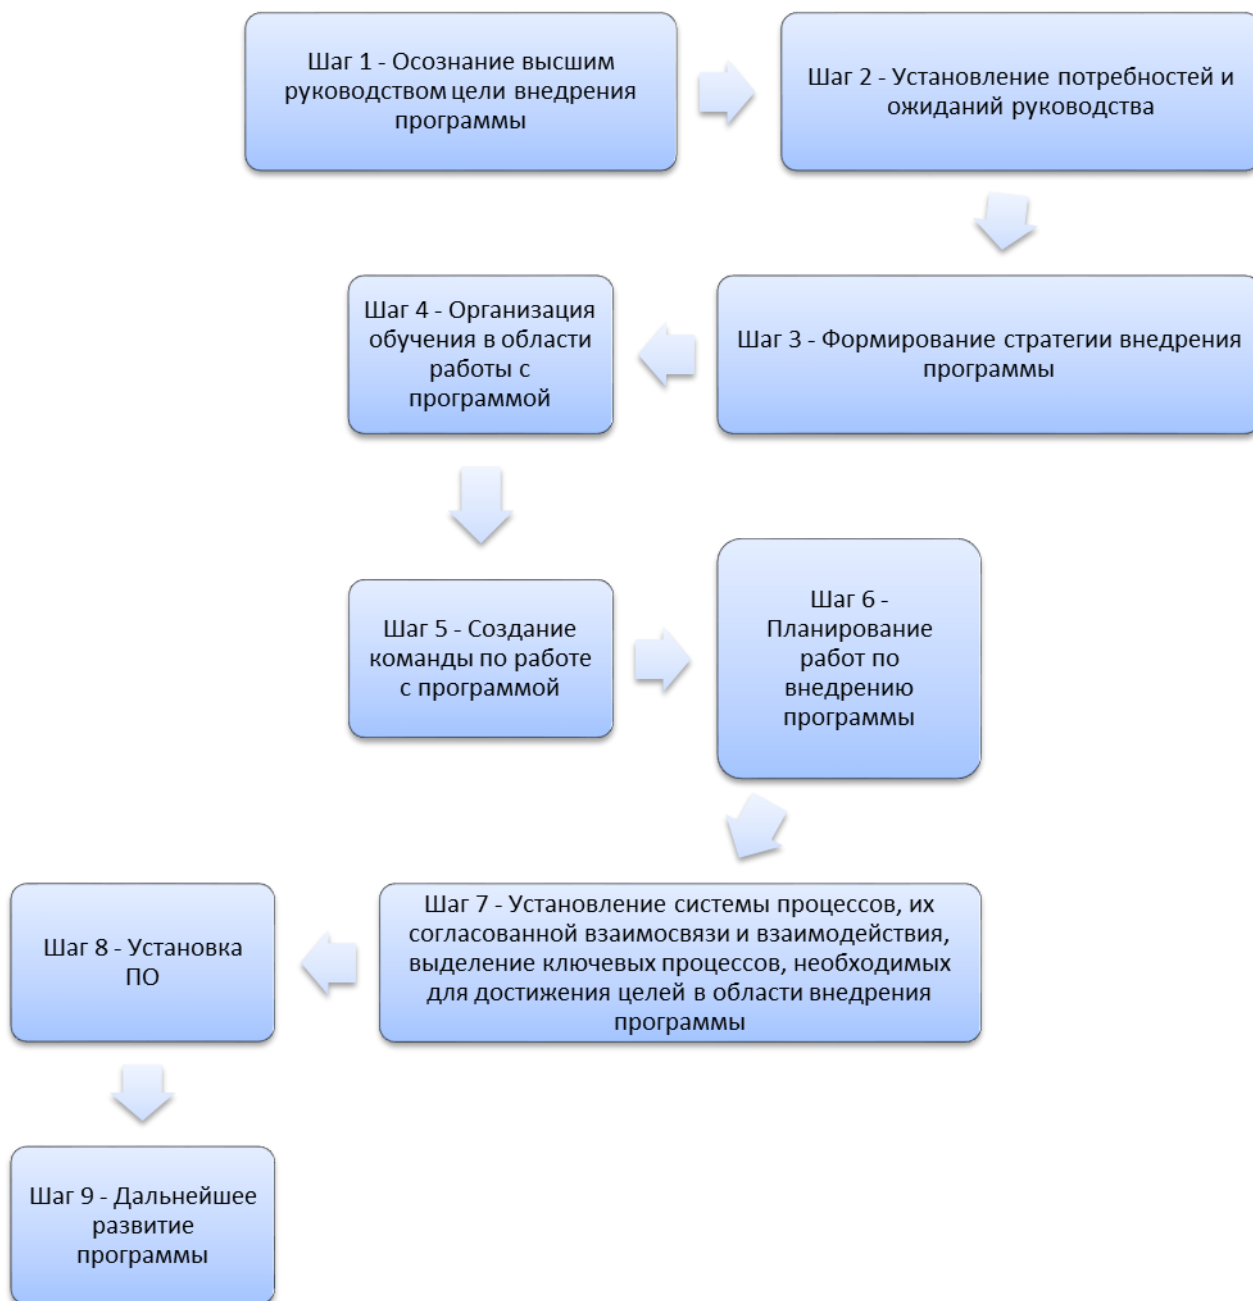 Шаг 1 - Осознание высшим
руководством цели внедрения
программы
Шаг 2 - Установление потребностей и
ожиданий руководства
Шаг 3 - Формирование стратегии внедрения
программы
Шаг 4 - Организация
обучения в области
работы с
программой
Шаг 5 - Создание
команды по работе
с программой
Шаг 6 -
Планирование
работ по
внедрению
программы
Шаг 7 - Установление системы процессов, их
согласованной взаимосвязи и взаимодействия,
выделение ключевых процессов, необходимых
для достижения целей в области внедрения
программы
Шаг 8 - Установка
ПО
Шаг 9 - Дальнейшее
развитие
программы